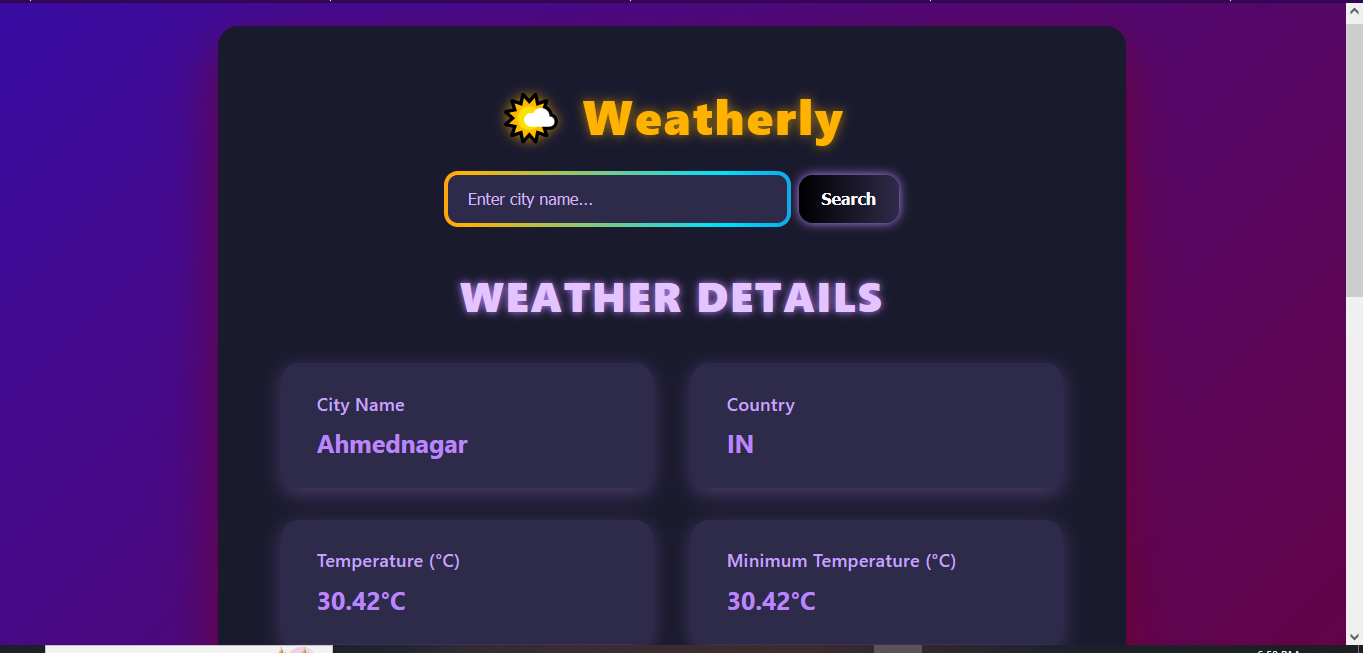 Weatherly
Enter city name...
Search
WEATHER DETAILS
City Name
Ahmednagar
Country
IN
Temperature (°C)
30.42°C
Minimum Temperature (°C)
30.42°C